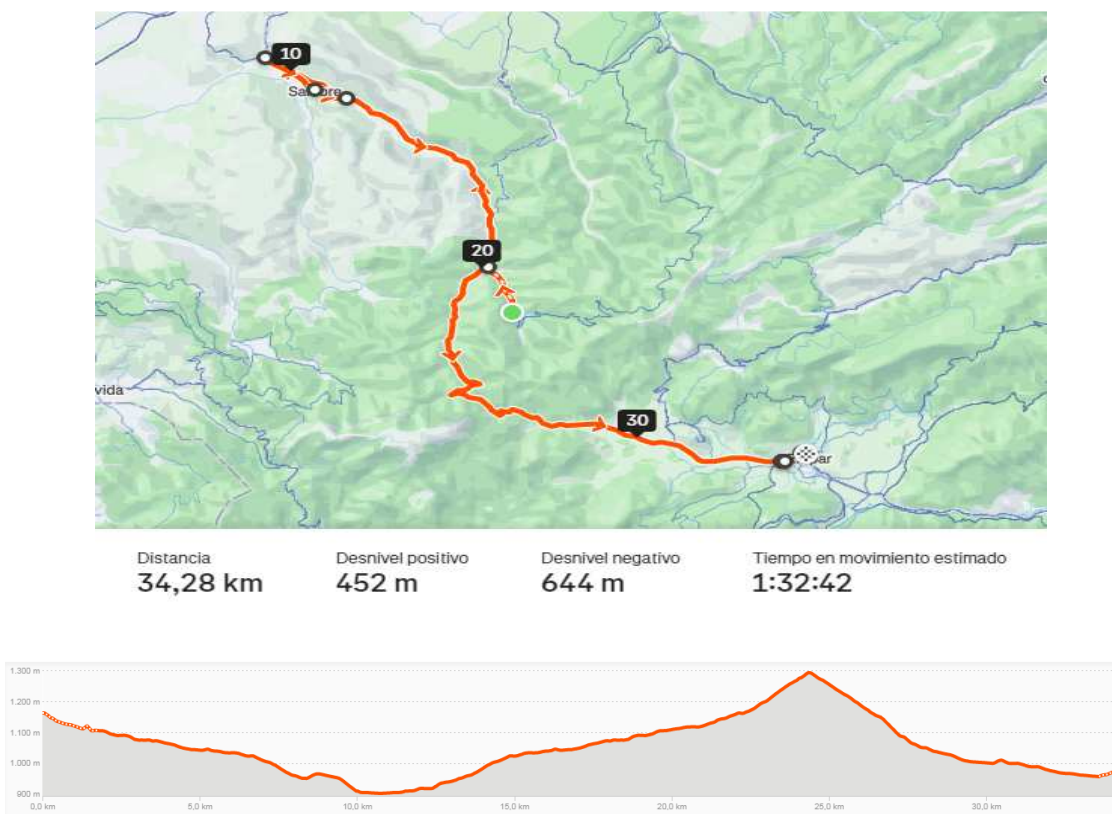 10
20
vida
30
Distancia
Desnivel positivo
Desnivel negativo
Tiempo en movimiento estimado
34,28 km
452 m
644 m
1:32:42
1.300 m
1.200 m
1.100 m
1.000 m
900 m
0,0 km
5,0 km
10,0 km
15,0 km
20,0 km
25,0 km
30,0 km